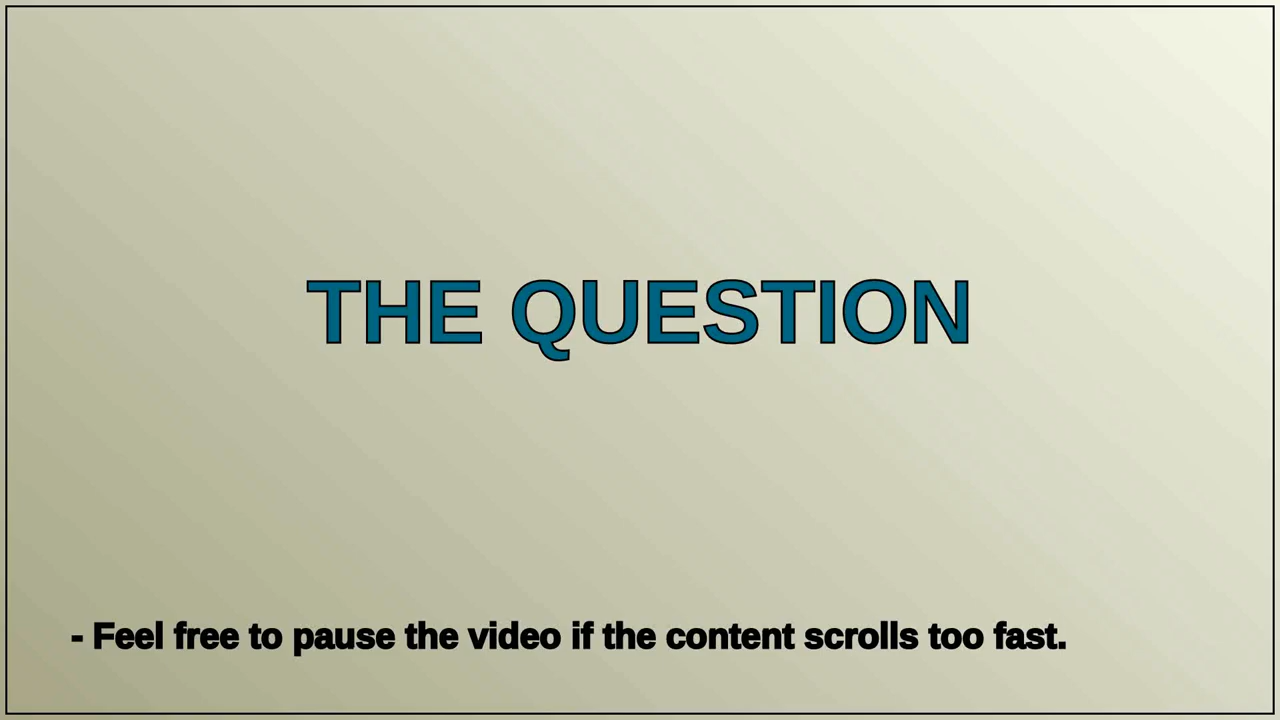 THE QUESTION
- Feel free to pause the video if the content scrolls too fast.